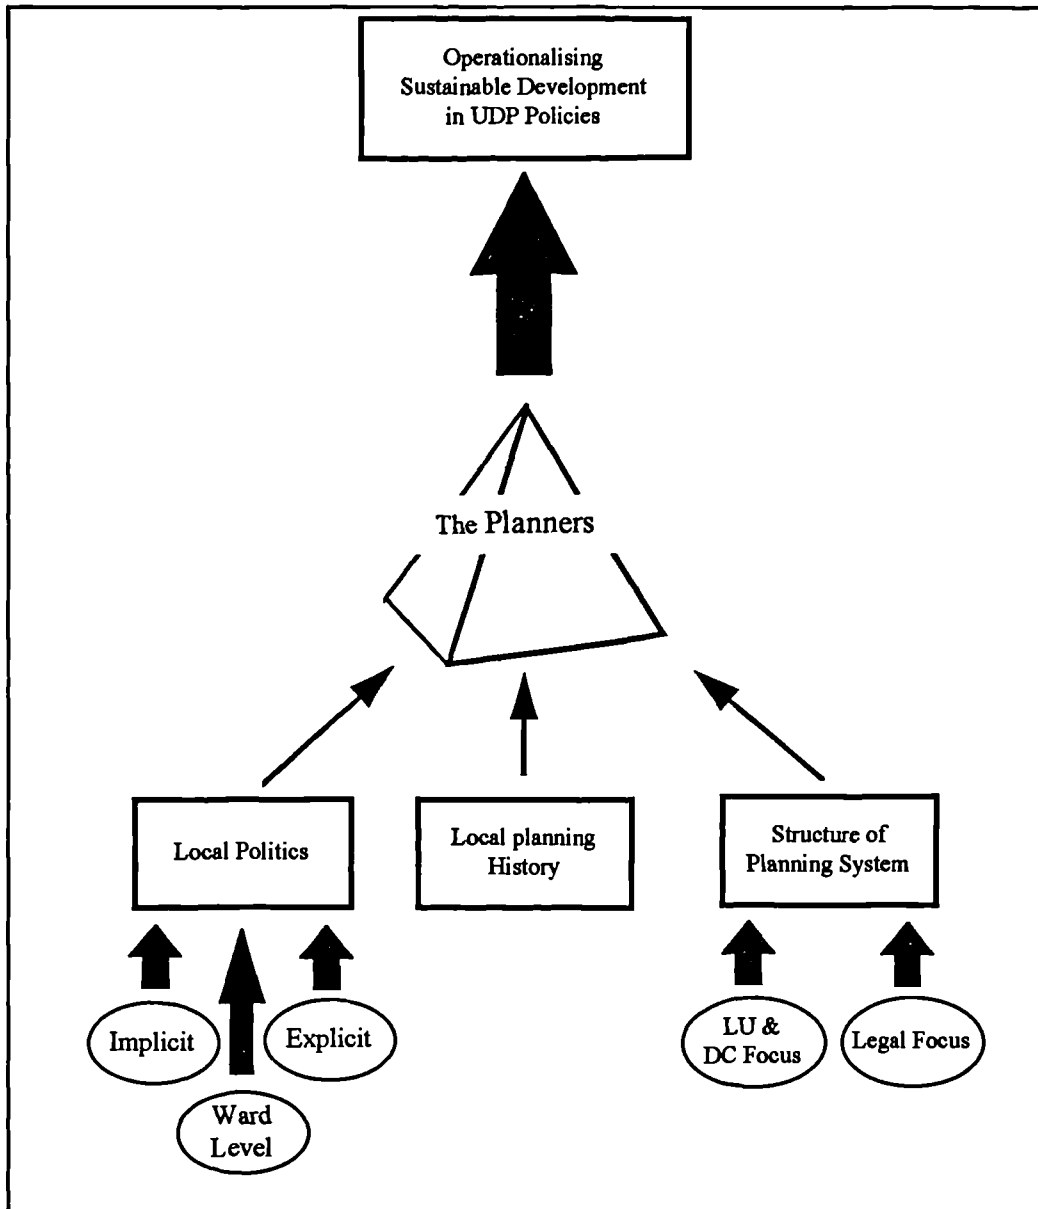 Operationalising
Sustainable Development
in UDP Policies
The Planners
Local Politics
Local planning
History
Structure of
Planning System
Implicit
Explicit
Ward
Level
LU &
DC Focus
Legal Focus